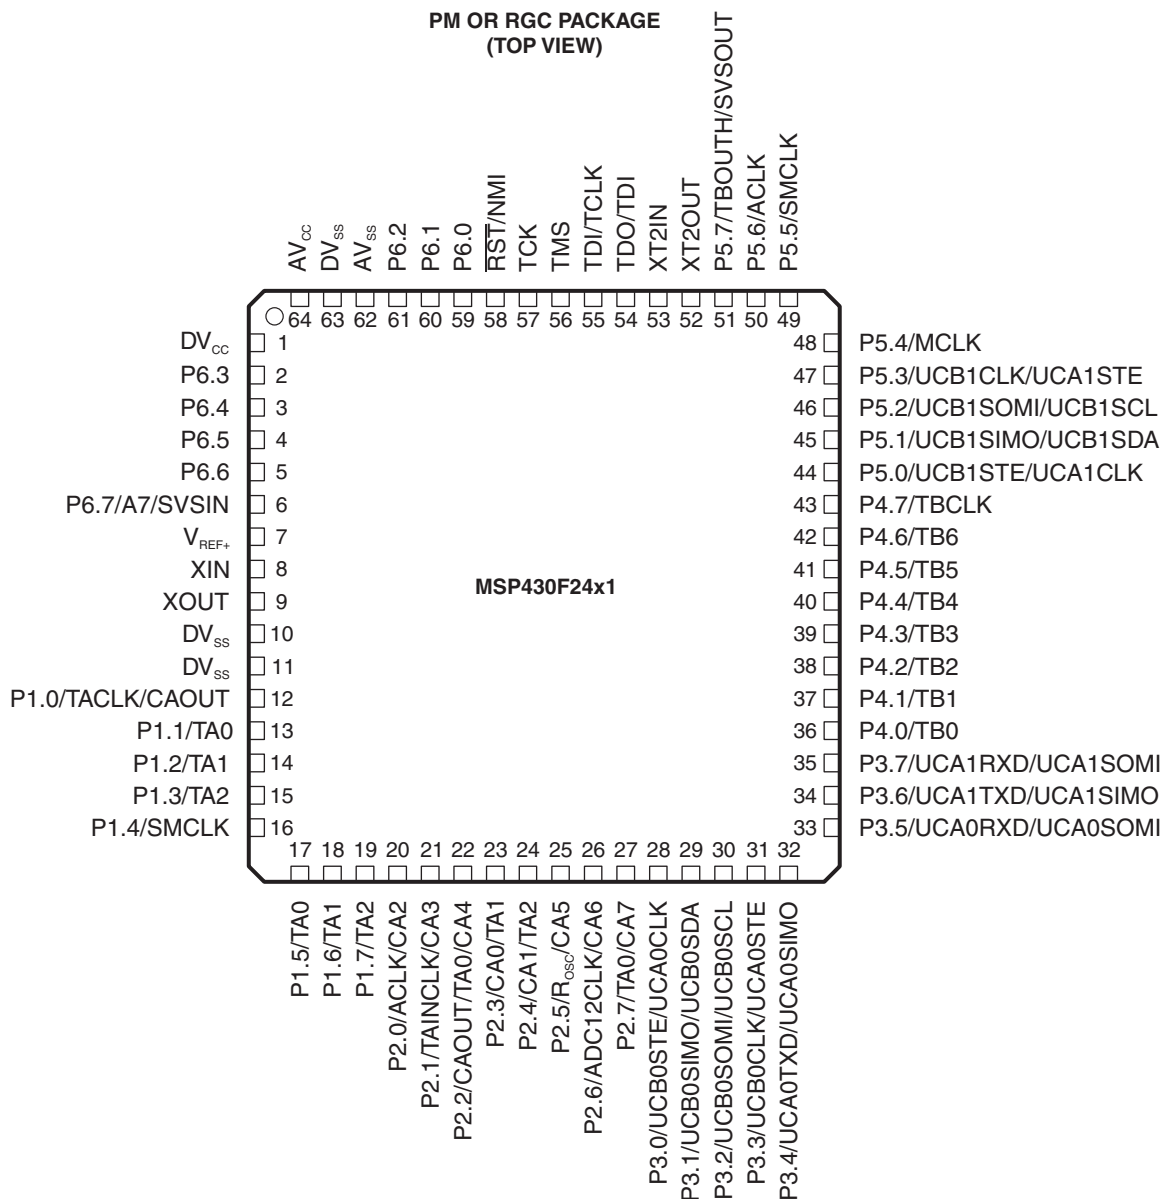 PM OR RGC PACKAGE
(TOP VIEW)
AVCC
DVSS
AVSS
P6.2
P6.1
P6.0
RST/NMI
TCK
TMS
TDI/TCLK
TDO/TDI
XT2IN
XT2OUT
P5.7/TBOUTH/SVSOUT
P5.6/ACLK
P5.5/SMCLK
64 63 62 61 60 59 58 57 56 55 54 53 52 51 50 49
DVCC 1
P6.3 2
P6.4 3
P6.5 4
P6.6 5
P6.7/A7/SVSIN 6
VREF+ 7
XIN 8
XOUT 9
DVSS 10
DVSS 11
P1.0/TACLK/CAOUT 12
P1.1/TA0 13
P1.2/TA1 14
P1.3/TA2 15
P1.4/SMCLK 16
MSP430F24x1
48 P5.4/MCLK
47 P5.3/UCB1CLK/UCA1STE
46 P5.2/UCB1SOMI/UCB1SCL
45 P5.1/UCB1SIMO/UCB1SDA
44 P5.0/UCB1STE/UCA1CLK
43 P4.7/TBCLK
42 P4.6/TB6
41 P4.5/TB5
40 P4.4/TB4
39 P4.3/TB3
38 P4.2/TB2
37 P4.1/TB1
36 P4.0/TB0
35 P3.7/UCA1RXD/UCA1SOMI
34 P3.6/UCA1TXD/UCA1SIMO
33 P3.5/UCA0RXD/UCA0SOMI
17 18 19 20 21 22 23 24 25 26 27 28 29 30 31 32
P1.5/TA0
P1.6/TA1
P1.7/TA2
P2.0/ACLK/CA2
P2.1/TAINCLK/CA3
P2.2/CAOUT/TA0/CA4
P2.3/CA0/TA1
P2.4/CA1/TA2
P2.5/ROSC/CA5
P2.6/ADC12CLK/CA6
P2.7/TA0/CA7
P3.0/UCB0STE/UCA0CLK
P3.1/UCB0SIMO/UCB0SDA
P3.2/UCB0SOMI/UCB0SCL
P3.3/UCB0CLK/UCA0STE
P3.4/UCA0TXD/UCA0SIMO